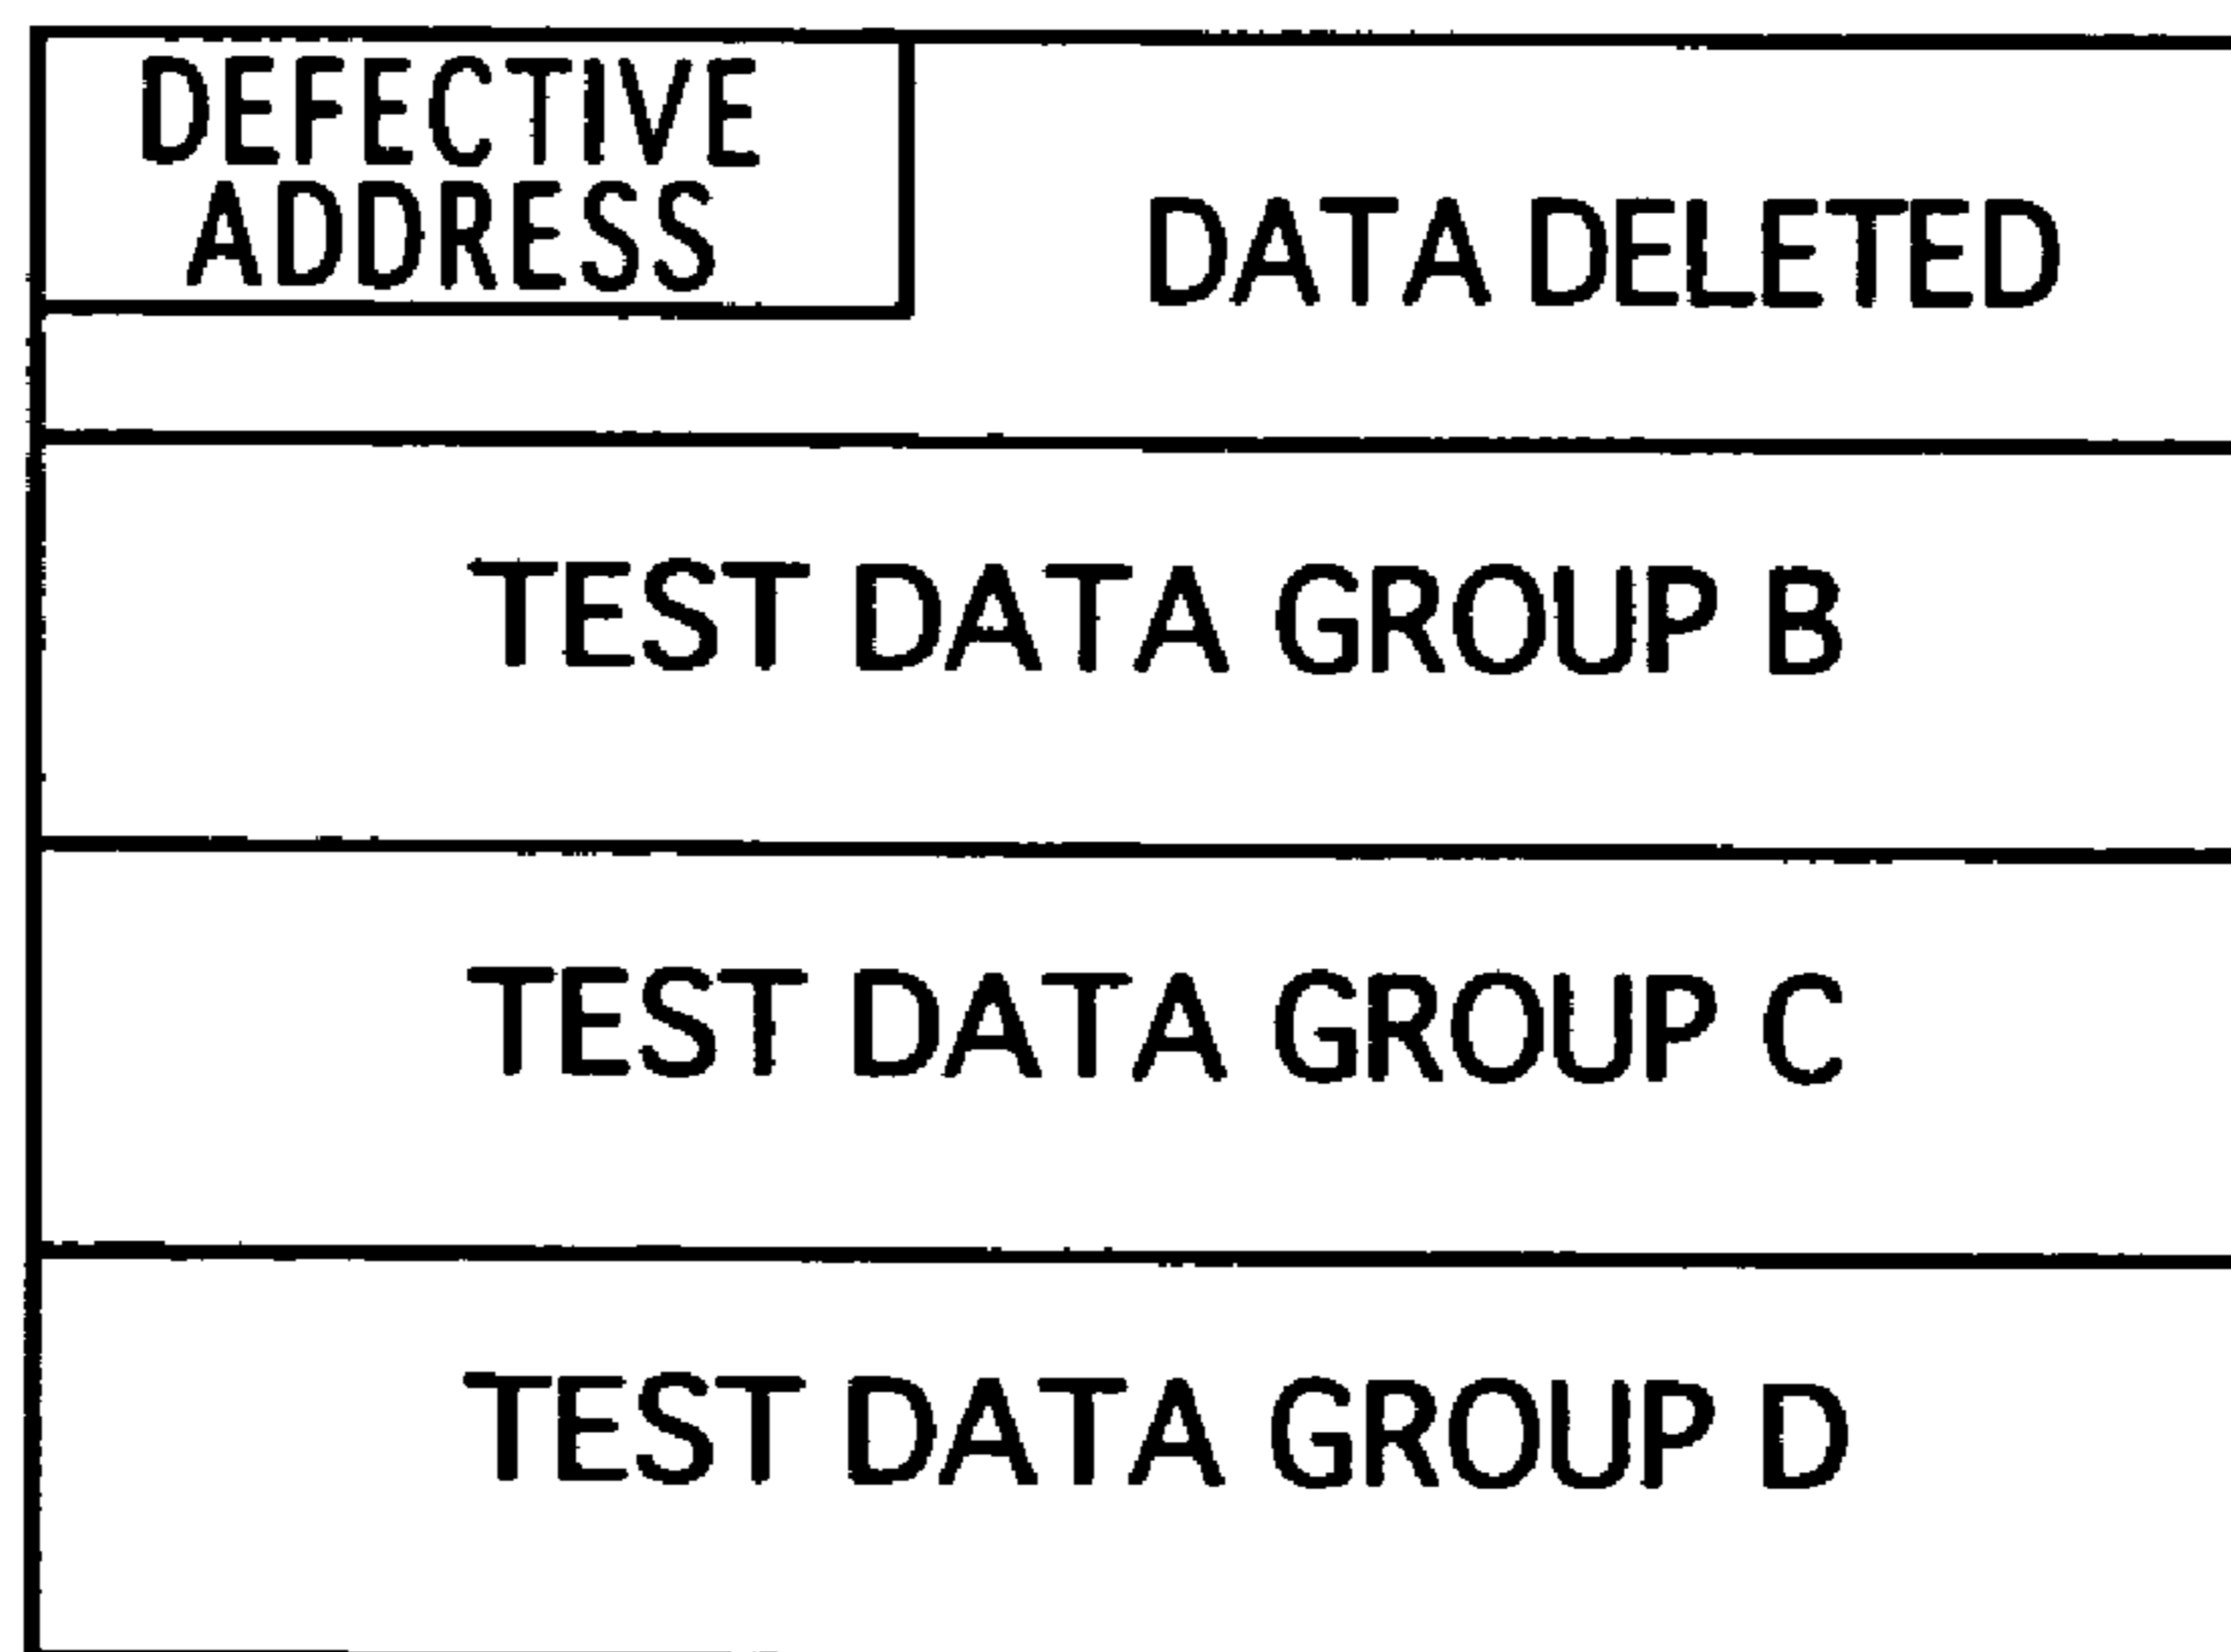 DEFECTIVE
ADDRESS
DATA DELETED
TEST DATA GROUP B
TEST DATA GROUP C
TEST DATA GROUP D